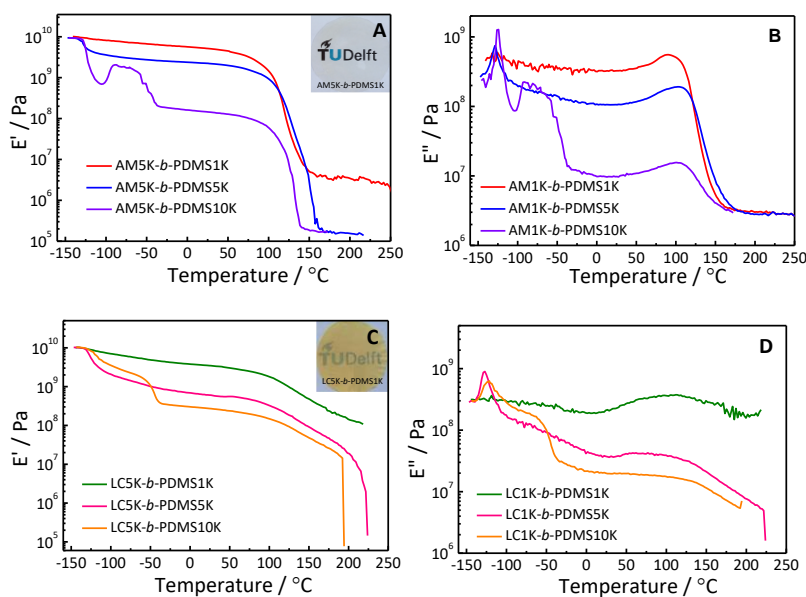 A
TUDelft
AM5K-b-PDMS1K
10^10
10^9
10^8
10^7
10^6
10^5
E' / Pa
AM5K-b-PDMS1K
AM5K-b-PDMS5K
AM5K-b-PDMS10K
-150 -100 -50 0 50 100 150 200 250
Temperature / °C
B
10^9
10^8
10^7
10^6
E" / Pa
AM1K-b-PDMS1K
AM1K-b-PDMS5K
AM1K-b-PDMS10K
-150 -100 -50 0 50 100 150 200 250
Temperature / °C
C
TUDelft
LC5K-b-PDMS1K
10^10
10^9
10^8
10^7
10^6
10^5
E' / Pa
LC5K-b-PDMS1K
LC5K-b-PDMS5K
LC5K-b-PDMS10K
-150 -100 -50 0 50 100 150 200 250
Temperature / °C
D
10^10
10^9
10^8
10^7
10^6
E" / Pa
LC1K-b-PDMS1K
LC1K-b-PDMS5K
LC1K-b-PDMS10K
-150 -100 -50 0 50 100 150 200 250
Temperature / °C